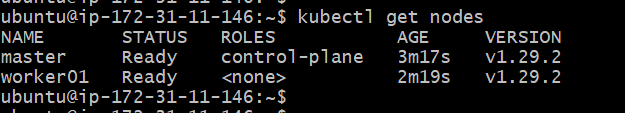 ubuntu@ip-172-31-11-146:~$ kubectl get nodes
NAME       STATUS   ROLES           AGE     VERSION
master     Ready    control-plane   3m17s   v1.29.2
worker01   Ready    <none>          2m19s   v1.29.2
ubuntu@ip-172-31-11-146:~$